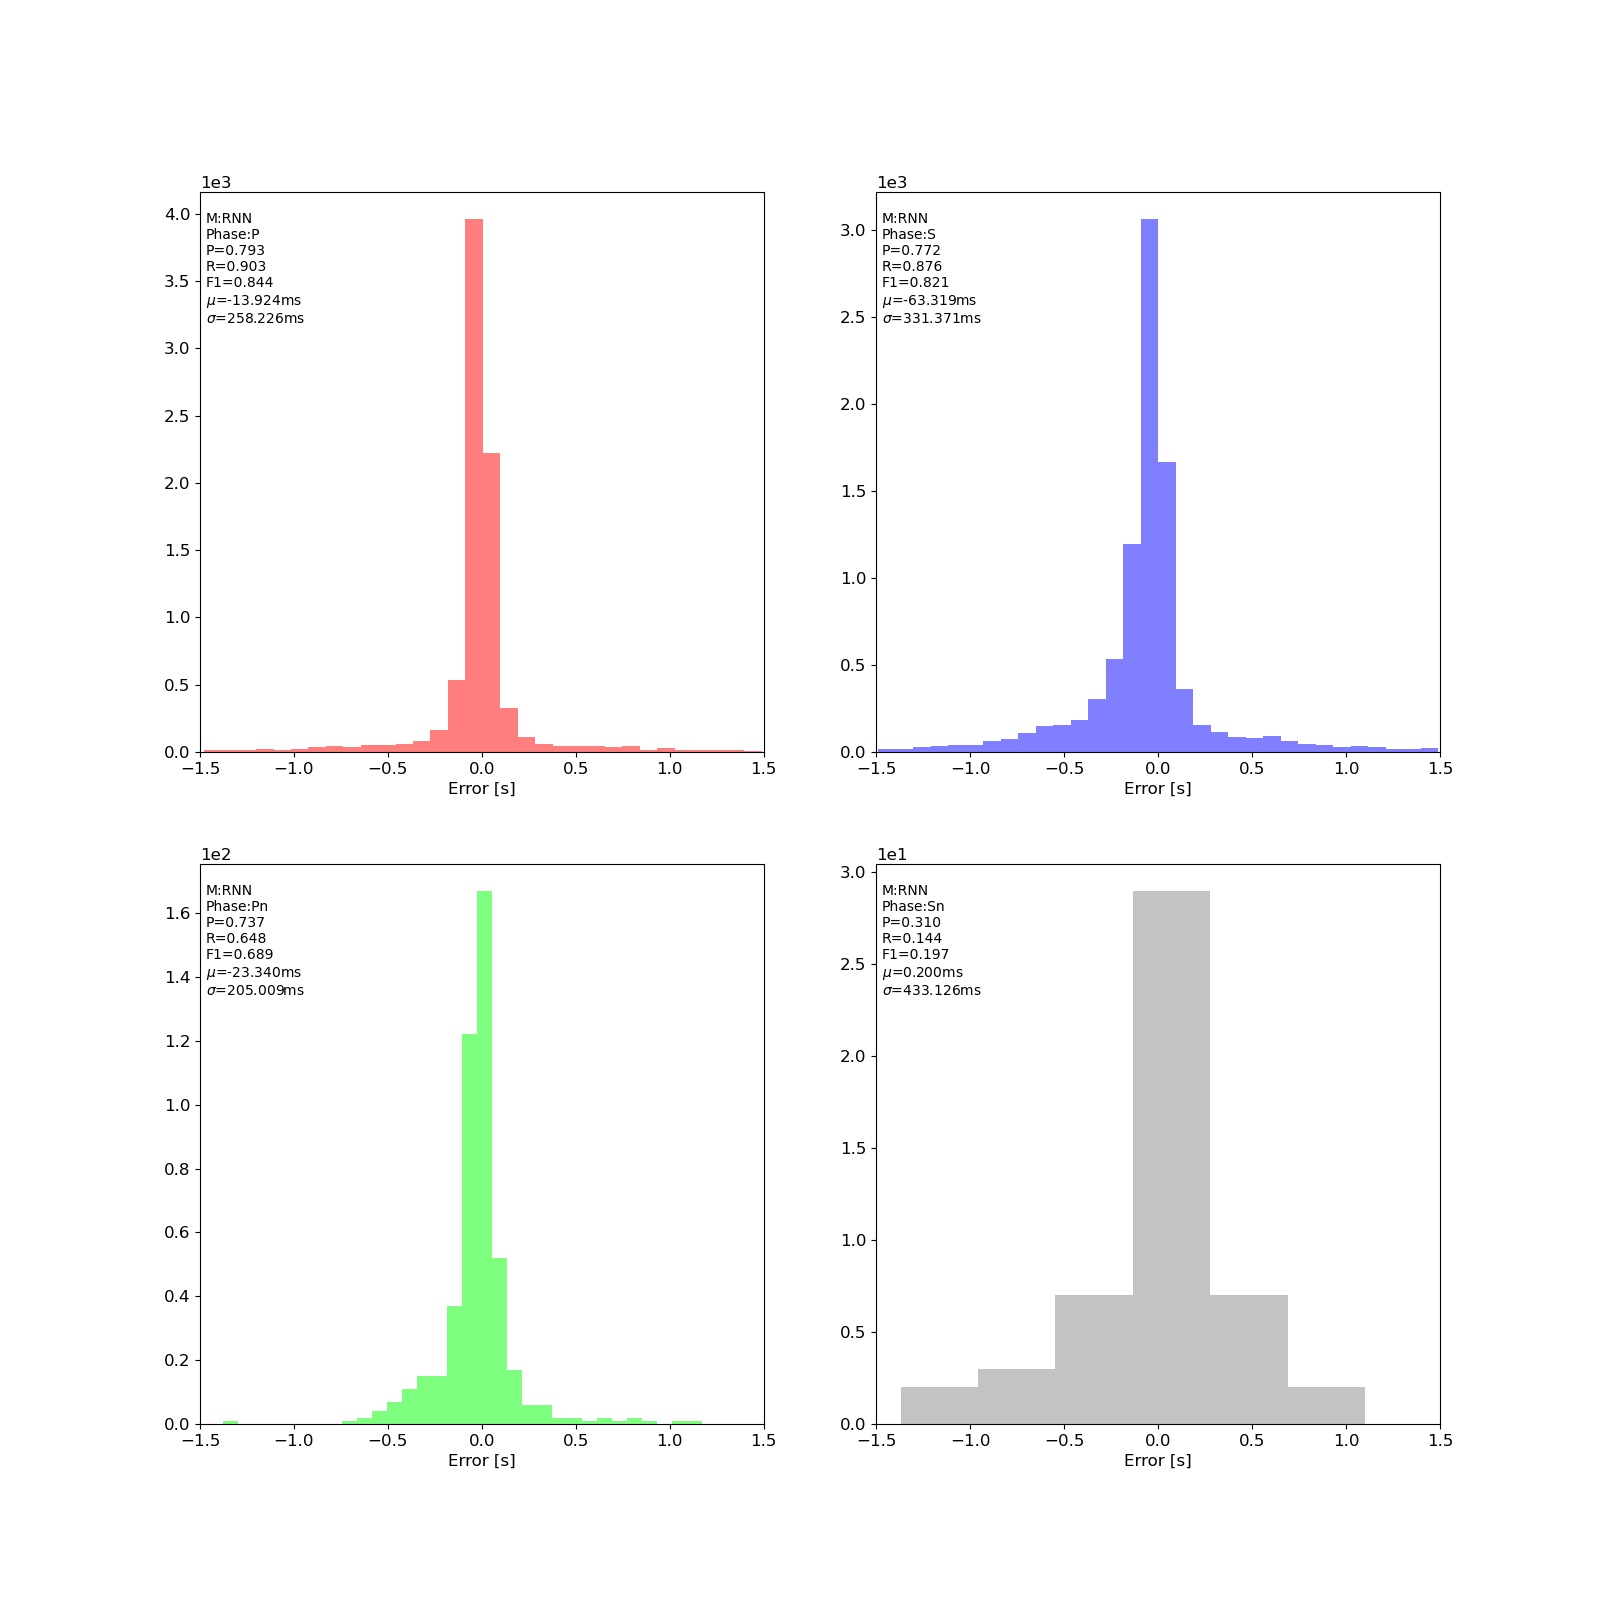 1e3
M:RNN
Phase:P
P=0.793
R=0.903
F1=0.844
μ=-13.924ms
σ=258.226ms
4.0
3.5
3.0
2.5
2.0
1.5
1.0
0.5
0.0
−1.5 −1.0 −0.5 0.0 0.5 1.0 1.5
Error [s]
1e3
M:RNN
Phase:S
P=0.772
R=0.876
F1=0.821
μ=-63.319ms
σ=331.371ms
3.0
2.5
2.0
1.5
1.0
0.5
0.0
−1.5 −1.0 −0.5 0.0 0.5 1.0 1.5
Error [s]
1e2
M:RNN
Phase:Pn
P=0.737
R=0.648
F1=0.689
μ=-23.340ms
σ=205.009ms
1.6
1.4
1.2
1.0
0.8
0.6
0.4
0.2
0.0
−1.5 −1.0 −0.5 0.0 0.5 1.0 1.5
Error [s]
1e1
M:RNN
Phase:Sn
P=0.310
R=0.144
F1=0.197
μ=0.200ms
σ=433.126ms
3.0
2.5
2.0
1.5
1.0
0.5
0.0
−1.5 −1.0 −0.5 0.0 0.5 1.0 1.5
Error [s]